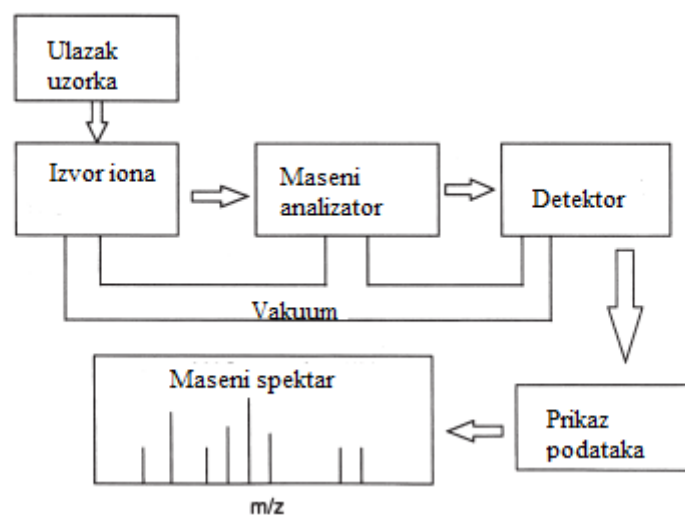 Ulazak
uzorka
Izvor iona
Maseni
analizator
Detektor
Vakuum
Maseni spektar
m/z
Prikaz
podataka